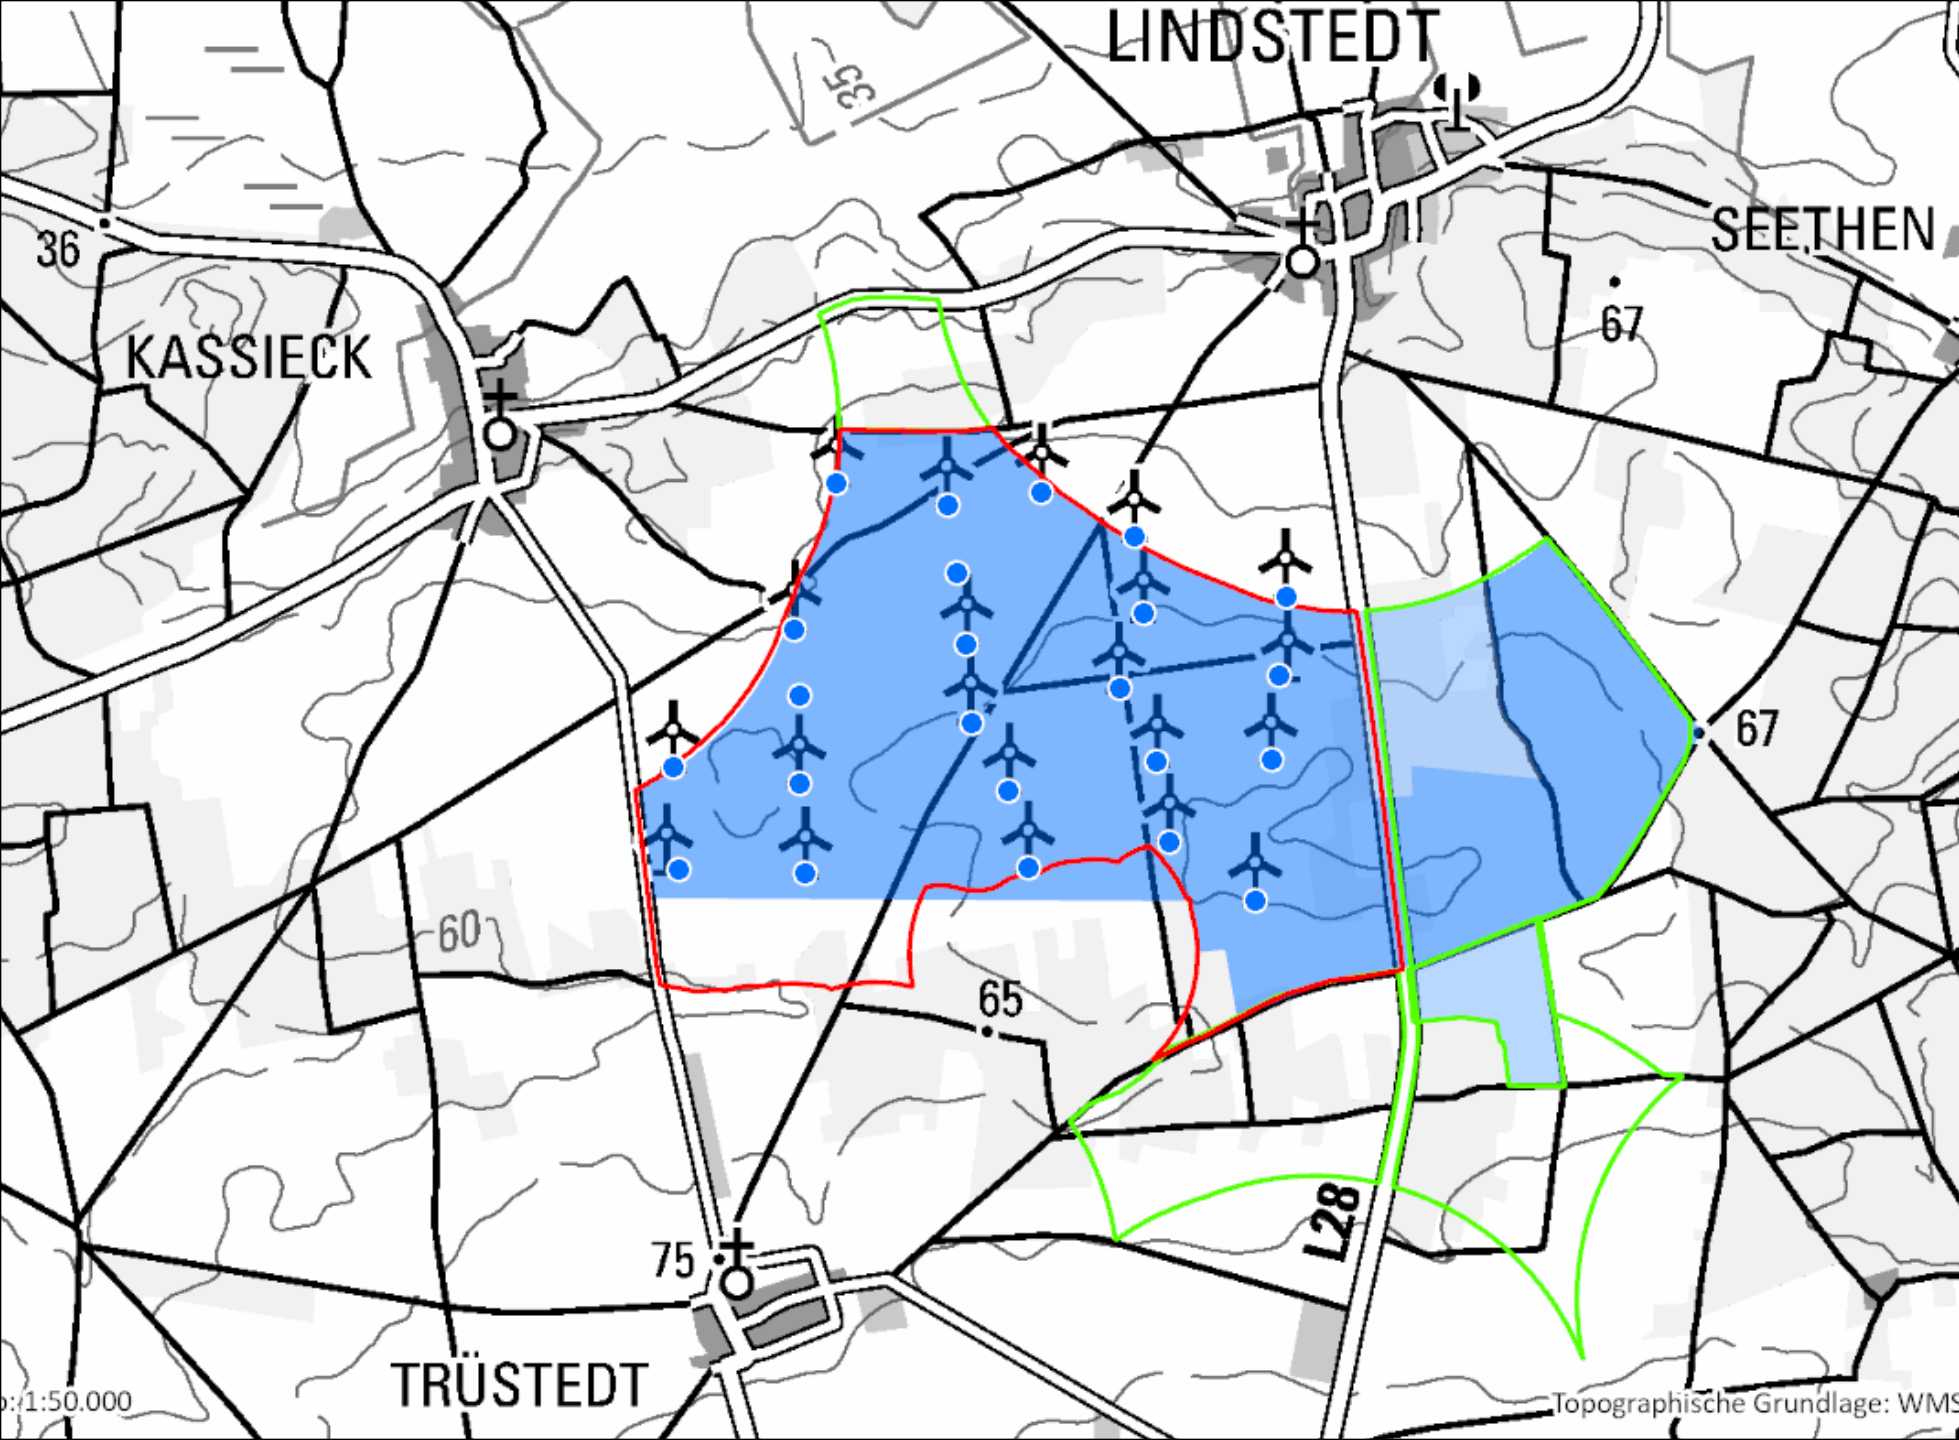 LINDSTEDT
35
SEETHEN
36
67
KASSIECK
67
60
65
L28
75
TRÜSTEDT
1:50.000
Topographische Grundlage: WMS